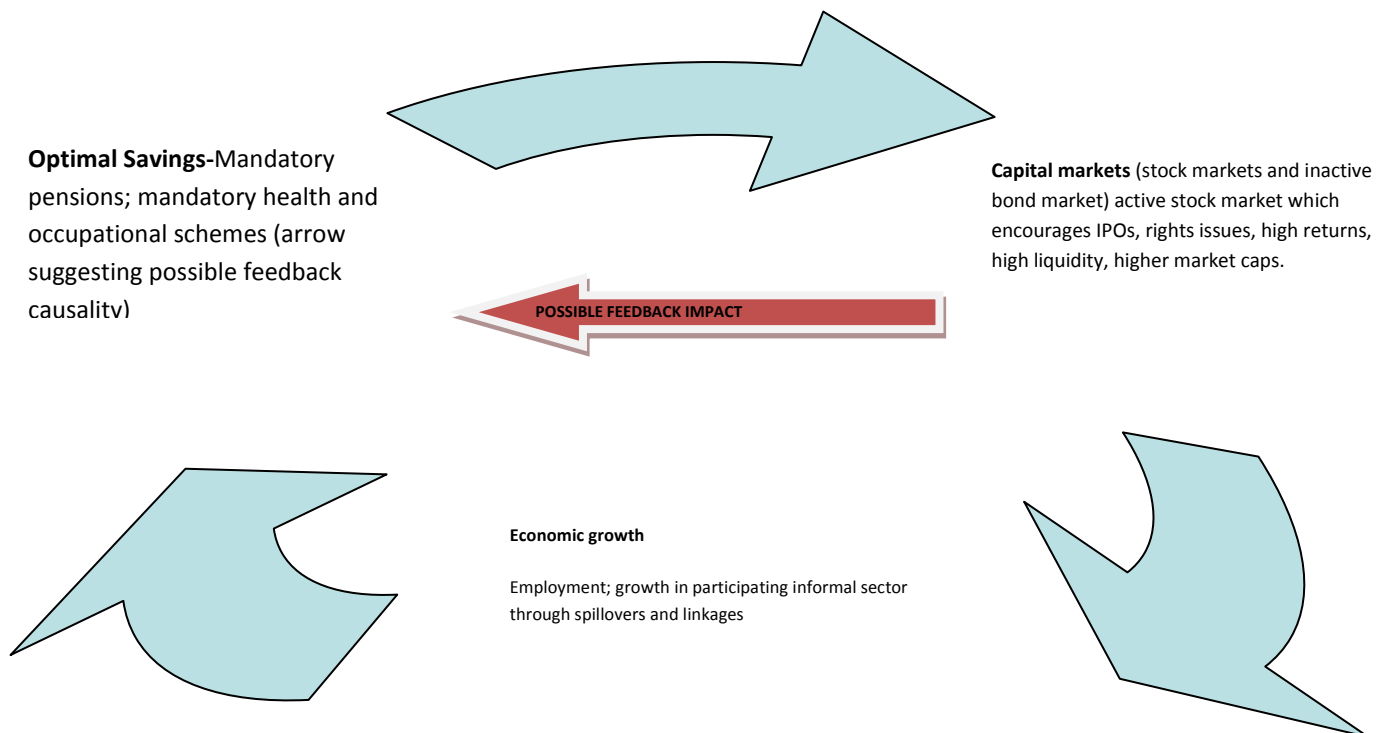 Optimal Savings-Mandatory
pensions; mandatory health and
occupational schemes (arrow
suggesting possible feedback
causality)
Capital markets (stock markets and inactive
bond market) active stock market which
encourages IPOs, rights issues, high returns,
high liquidity, higher market caps.
POSSIBLE FEEDBACK IMPACT
Economic growth
Employment; growth in participating informal sector
through spillovers and linkages